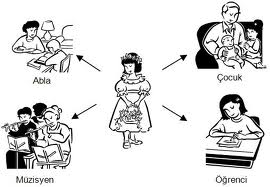 Abla
Çocuk
Müzisyen
Öğrenci